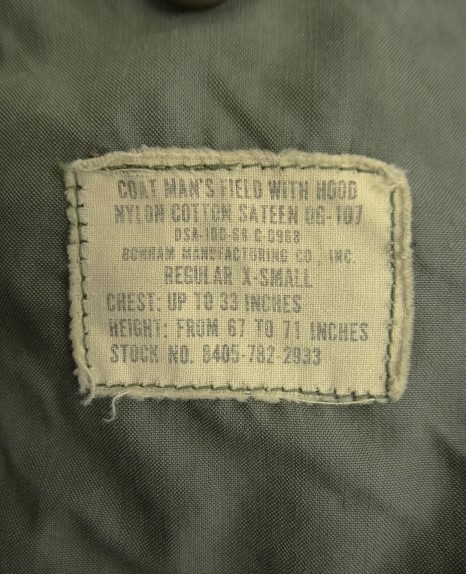 COAT MAN'S FIELD WITH HOOD
NYLON COTTON SATEEN OG-107
DSA-100-64 C-0968
BONHAM MANUFACTURING CO., INC.
REGULAR X-SMALL
CHEST: UP TO 33 INCHES
HEIGHT: FROM 67 TO 71 INCHES
STOCK NO. 8405-782-2933